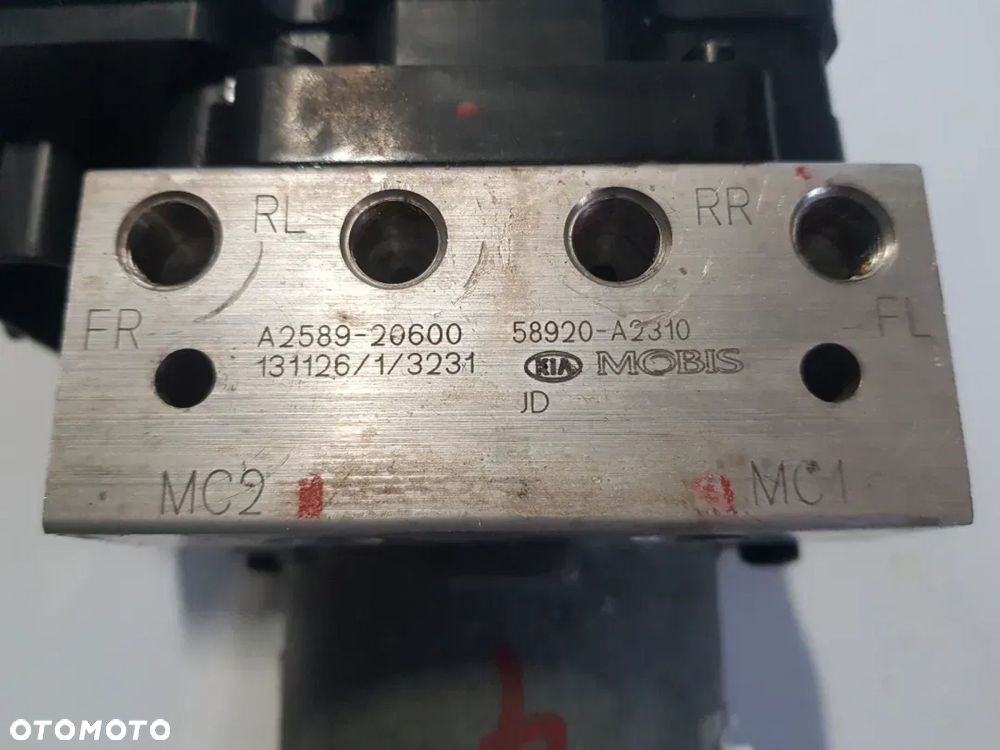 RL
RR
FR
FL
A2589-20600
58920-A2310
131126/1/3231
KIA MOBIS
JD
MC2
MC1
OTOMOTO